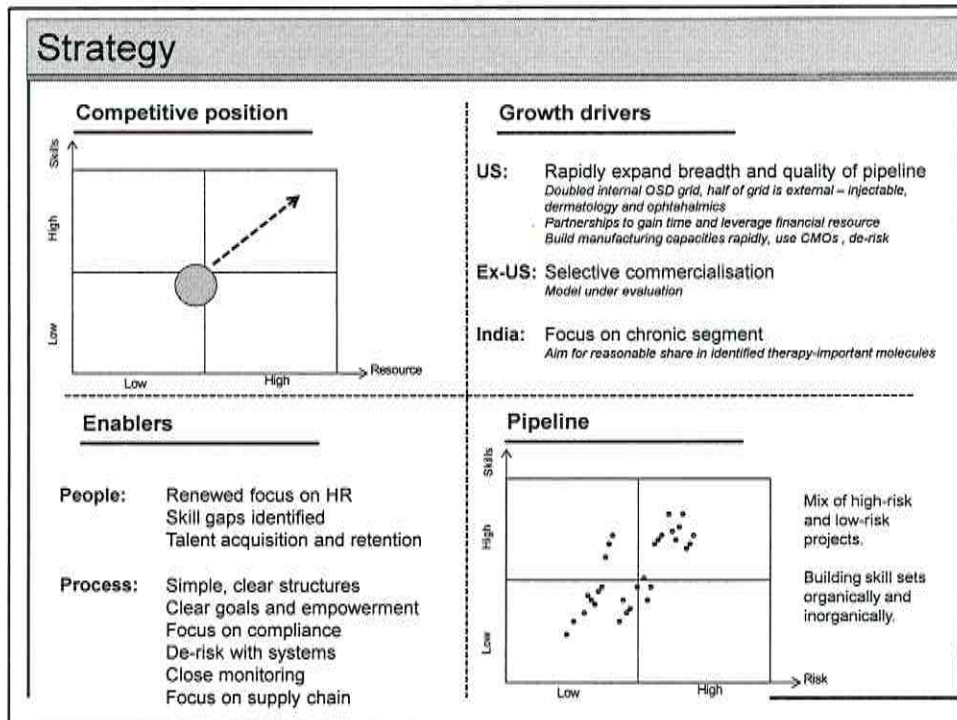 Strategy
Competitive position
Skills
High
Low
Low
High
Resource
Growth drivers
US: Rapidly expand breadth and quality of pipeline
Doubled internal OSD grid, half of grid is external – injectable,
dermatology and ophtahalmics
Partnerships to gain time and leverage financial resource
Build manufacturing capacities rapidly, use CMOs , de-risk
Ex-US: Selective commercialisation
Model under evaluation
India: Focus on chronic segment
Aim for reasonable share in identified therapy-important molecules
Enablers
People: Renewed focus on HR
Skill gaps identified
Talent acquisition and retention
Process: Simple, clear structures
Clear goals and empowerment
Focus on compliance
De-risk with systems
Close monitoring
Focus on supply chain
Pipeline
Skills
High
Low
Low
High
Risk
Mix of high-risk
and low-risk
projects.
Building skill sets
organically and
inorganically.